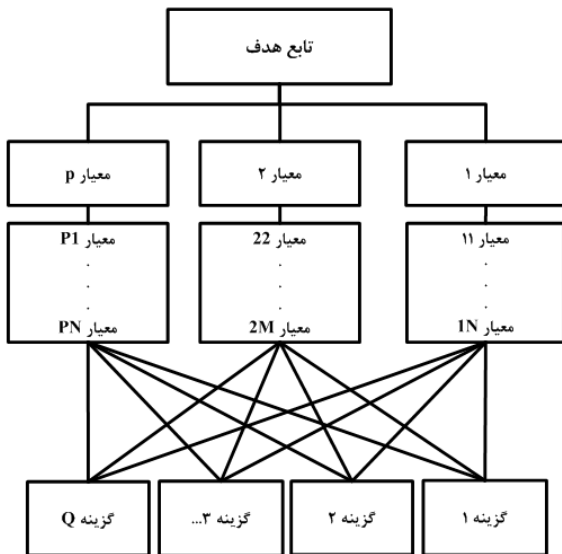 تابع هدف
معیار ۱
معیار ۲
معیار p
معیار ۱۱
.
.
.
معیار 1N
معیار 22
.
.
.
معیار 2M
معیار P1
.
.
.
معیار PN
گزینه ۱
گزینه ۲
گزینه ۳...
گزینه Q